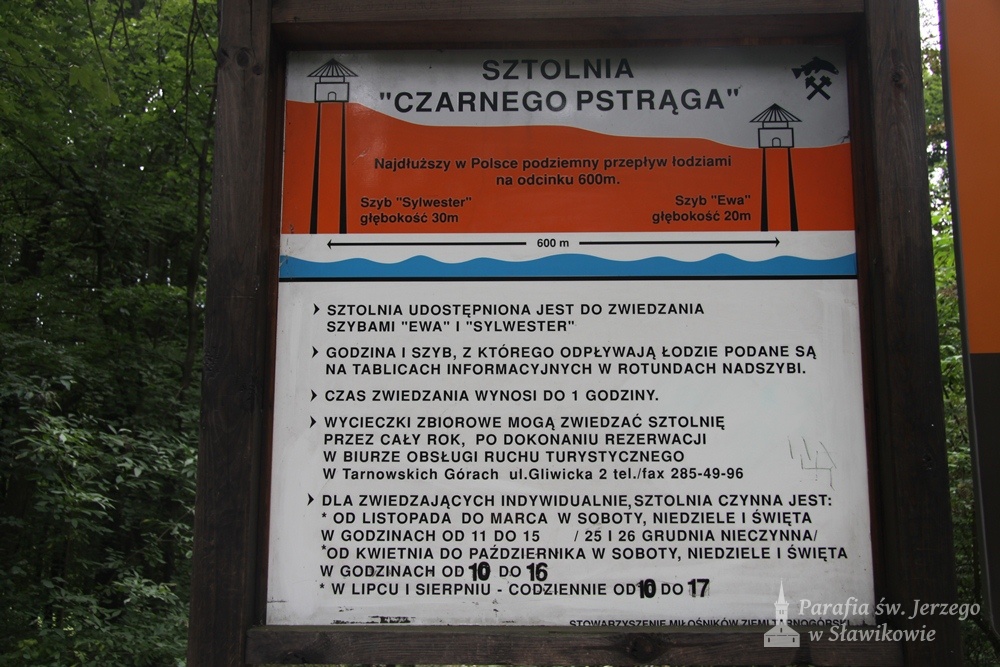 SZTOLNIA
"CZARNEGO PSTRĄGA"
Najdłuższy w Polsce podziemny przepływ łodziami
na odcinku 600m.
Szyb "Sylwester"
głębokość 30m
Szyb "Ewa"
głębokość 20m
600 m
SZTOLNIA UDOSTĘPNIONA JEST DO ZWIEDZANIA
SZYBAMI "EWA" I "SYLWESTER"
GODZINA I SZYB, Z KTÓREGO ODPŁYWAJĄ ŁODZIE PODANE SĄ
NA TABLICACH INFORMACYJNYCH W ROTUNDACH NADSZYBI.
CZAS ZWIEDZANIA WYNOSI DO 1 GODZINY.
WYCIECZKI ZBIOROWE MOGĄ ZWIEDZAĆ SZTOLNIĘ
PRZEZ CAŁY ROK, PO DOKONANIU REZERWACJI
W BIURZE OBSŁUGI RUCHU TURYSTYCZNEGO
W Tarnowskich Górach ul.Gliwicka 2 tel./fax 285-49-96
DLA ZWIEDZAJĄCYCH INDYWIDUALNIE, SZTOLNIA CZYNNA JEST:
* OD LISTOPADA DO MARCA W SOBOTY, NIEDZIELE I ŚWIĘTA
W GODZINACH OD 11 DO 15 / 25 I 26 GRUDNIA NIECZYNNA/
*OD KWIETNIA DO PAŹDZIERNIKA W SOBOTY, NIEDZIELE I ŚWIĘTA
W GODZINACH OD 10 DO 16
* W LIPCU I SIERPNIU - CODZIENNIE OD 10 DO 17
STOWARZYSZENIE MIŁOŚNIKÓW ZIEMI TARNOGÓRSKIEJ
Parafia św. Jerzego
w Sławikowie